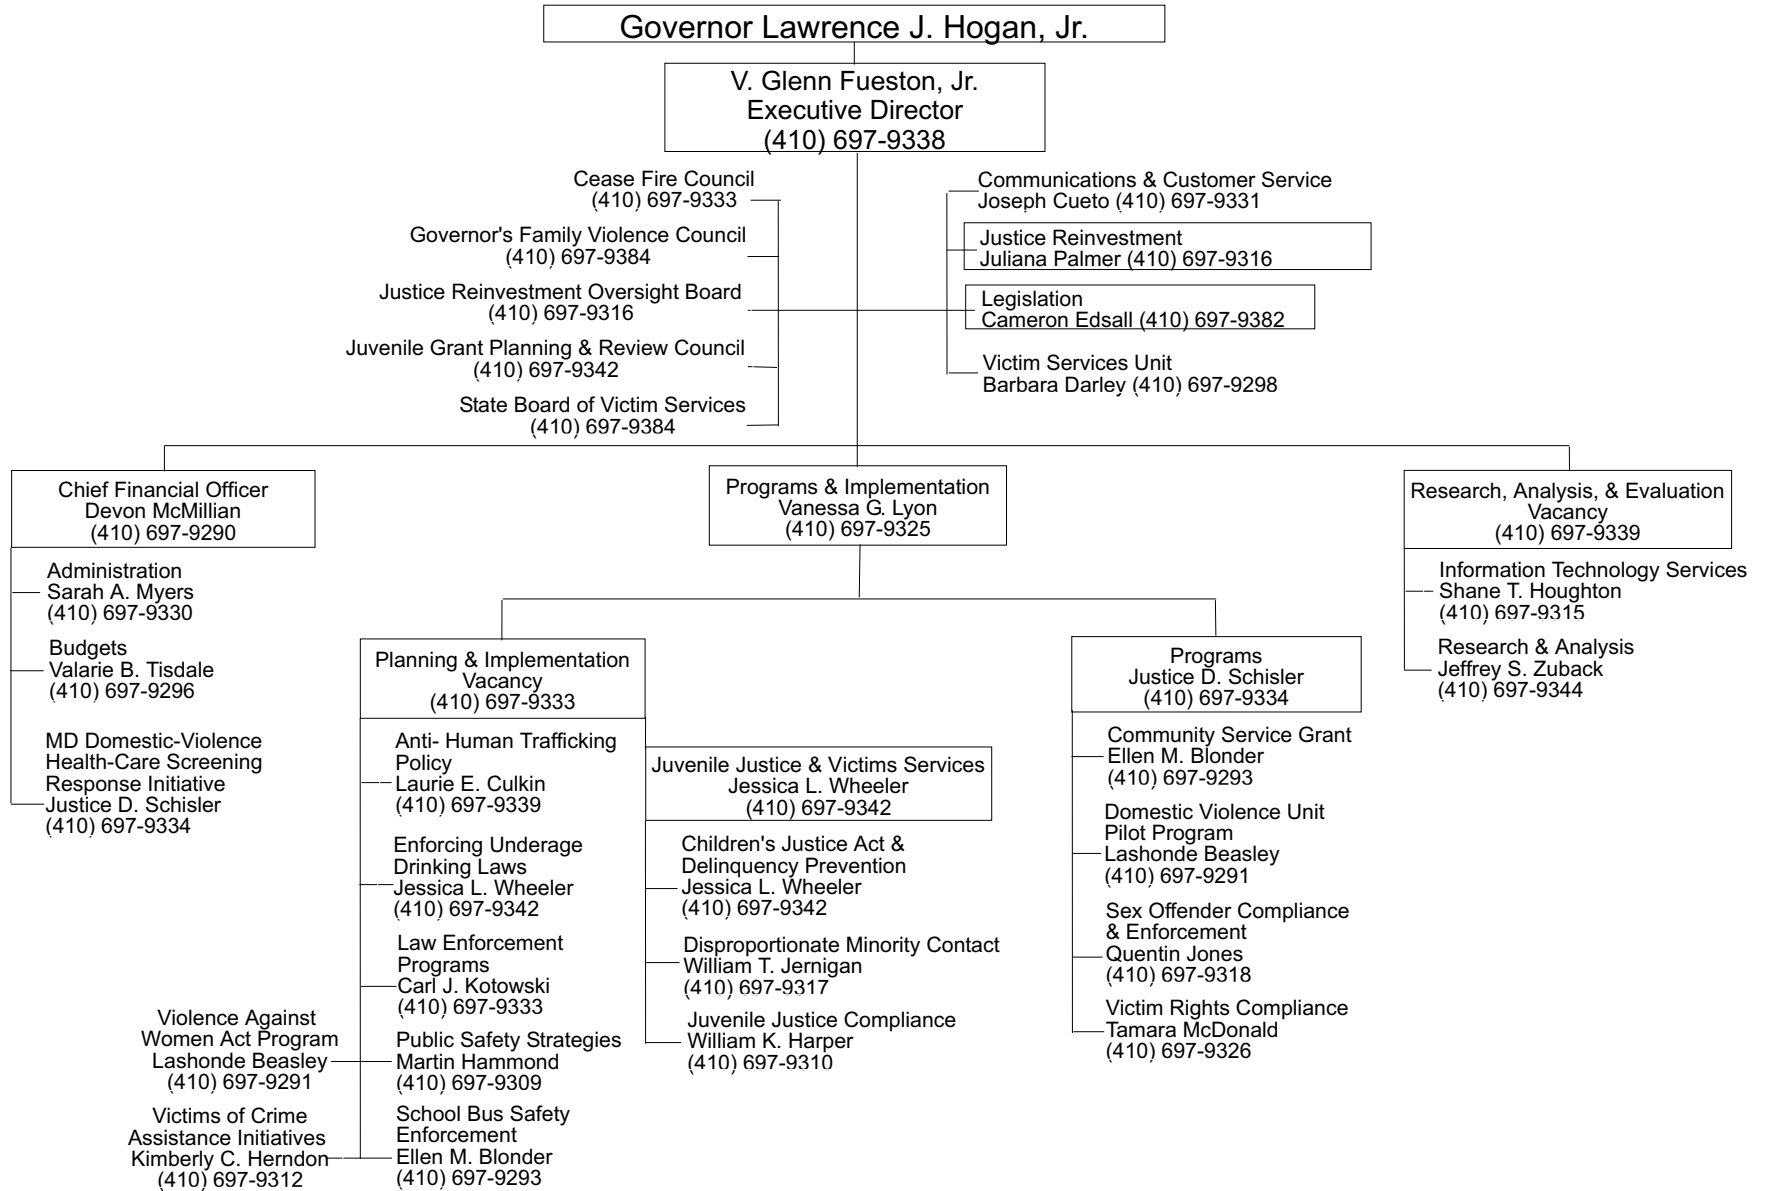 Governor Lawrence J. Hogan, Jr.
V. Glenn Fueston, Jr.
Executive Director
(410) 697-9338
Cease Fire Council
(410) 697-9333
Governor's Family Violence Council
(410) 697-9384
Justice Reinvestment Oversight Board
(410) 697-9316
Juvenile Grant Planning & Review Council
(410) 697-9342
State Board of Victim Services
(410) 697-9384
Communications & Customer Service
Joseph Cueto (410) 697-9331
Justice Reinvestment
Juliana Palmer (410) 697-9316
Legislation
Cameron Edsall (410) 697-9382
Victim Services Unit
Barbara Darley (410) 697-9298
Chief Financial Officer
Devon McMillian
(410) 697-9290
Administration
Sarah A. Myers
(410) 697-9330
Budgets
Valarie B. Tisdale
(410) 697-9296
MD Domestic-Violence
Health-Care Screening
Response Initiative
Justice D. Schisler
(410) 697-9334
Programs & Implementation
Vanessa G. Lyon
(410) 697-9325
Planning & Implementation
Vacancy
(410) 697-9333
Anti- Human Trafficking
Policy
Laurie E. Culkin
(410) 697-9339
Enforcing Underage
Drinking Laws
Jessica L. Wheeler
(410) 697-9342
Law Enforcement
Programs
Carl J. Kotowski
(410) 697-9333
Violence Against
Women Act Program
Lashonde Beasley
(410) 697-9291
Public Safety Strategies
Martin Hammond
(410) 697-9309
Victims of Crime
Assistance Initiatives
Kimberly C. Herndon
(410) 697-9312
School Bus Safety
Enforcement
Ellen M. Blonder
(410) 697-9293
Juvenile Justice & Victims Services
Jessica L. Wheeler
(410) 697-9342
Children's Justice Act &
Delinquency Prevention
Jessica L. Wheeler
(410) 697-9342
Disproportionate Minority Contact
William T. Jernigan
(410) 697-9317
Juvenile Justice Compliance
William K. Harper
(410) 697-9310
Programs
Justice D. Schisler
(410) 697-9334
Community Service Grant
Ellen M. Blonder
(410) 697-9293
Domestic Violence Unit
Pilot Program
Lashonde Beasley
(410) 697-9291
Sex Offender Compliance
& Enforcement
Quentin Jones
(410) 697-9318
Victim Rights Compliance
Tamara McDonald
(410) 697-9326
Research, Analysis, & Evaluation
Vacancy
(410) 697-9339
Information Technology Services
Shane T. Houghton
(410) 697-9315
Research & Analysis
Jeffrey S. Zuback
(410) 697-9344